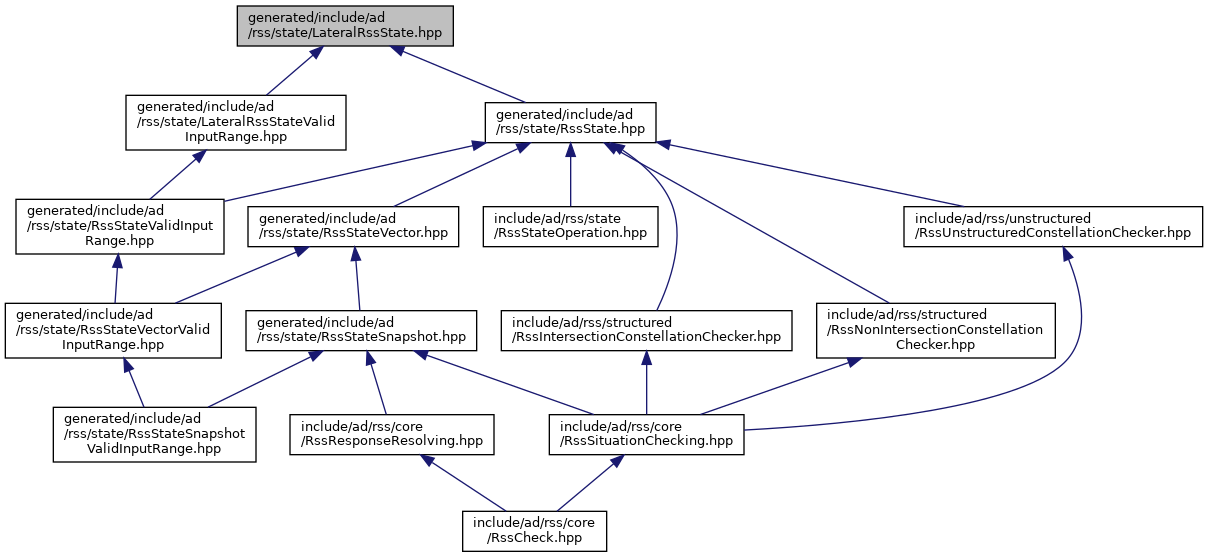 generated/include/ad
/rss/state/LateralRssState.hpp
generated/include/ad
/rss/state/LateralRssStateValid
InputRange.hpp
generated/include/ad
/rss/state/RssState.hpp
generated/include/ad
/rss/state/RssStateValidInput
Range.hpp
generated/include/ad
/rss/state/RssStateVector.hpp
include/ad/rss/state
/RssStateOperation.hpp
include/ad/rss/unstructured
/RssUnstructuredConstellationChecker.hpp
generated/include/ad
/rss/state/RssStateVectorValid
InputRange.hpp
generated/include/ad
/rss/state/RssStateSnapshot.hpp
include/ad/rss/structured
/RssIntersectionConstellationChecker.hpp
include/ad/rss/structured
/RssNonIntersectionConstellation
Checker.hpp
generated/include/ad
/rss/state/RssStateSnapshot
ValidInputRange.hpp
include/ad/rss/core
/RssResponseResolving.hpp
include/ad/rss/core
/RssSituationChecking.hpp
include/ad/rss/core
/RssCheck.hpp